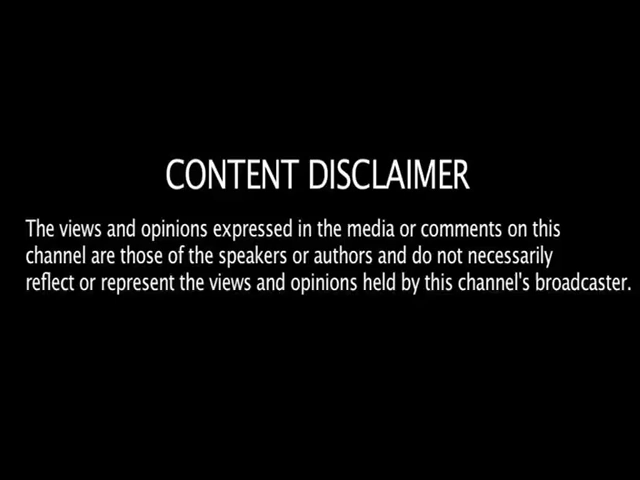 CONTENT DISCLAIMER
The views and opinions expressed in the media or comments on this
channel are those of the speakers or authors and do not necessarily
reflect or represent the views and opinions held by this channel's broadcaster.